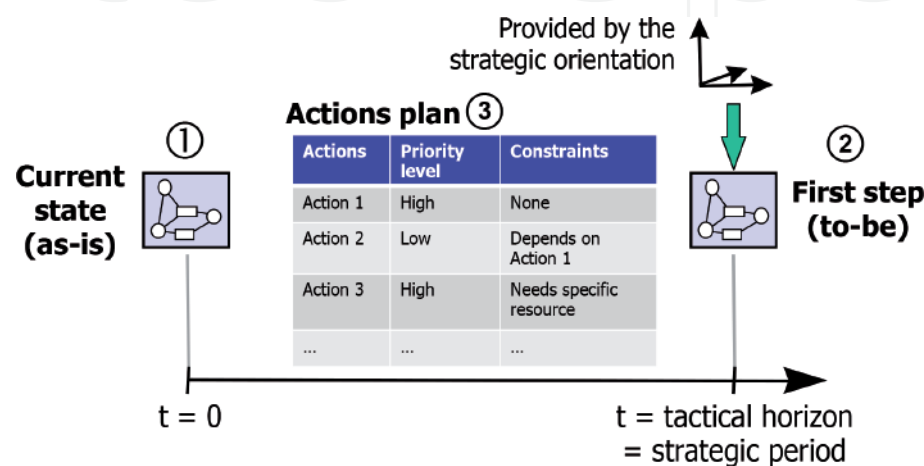 Provided by the
strategic orientation
Actions plan ③
①
②
Current
state
(as-is)
Actions Priority level Constraints
Action 1 High None
Action 2 Low Depends on Action 1
Action 3 High Needs specific resource
... ... ...
First step
(to-be)
t = 0
t = tactical horizon
= strategic period